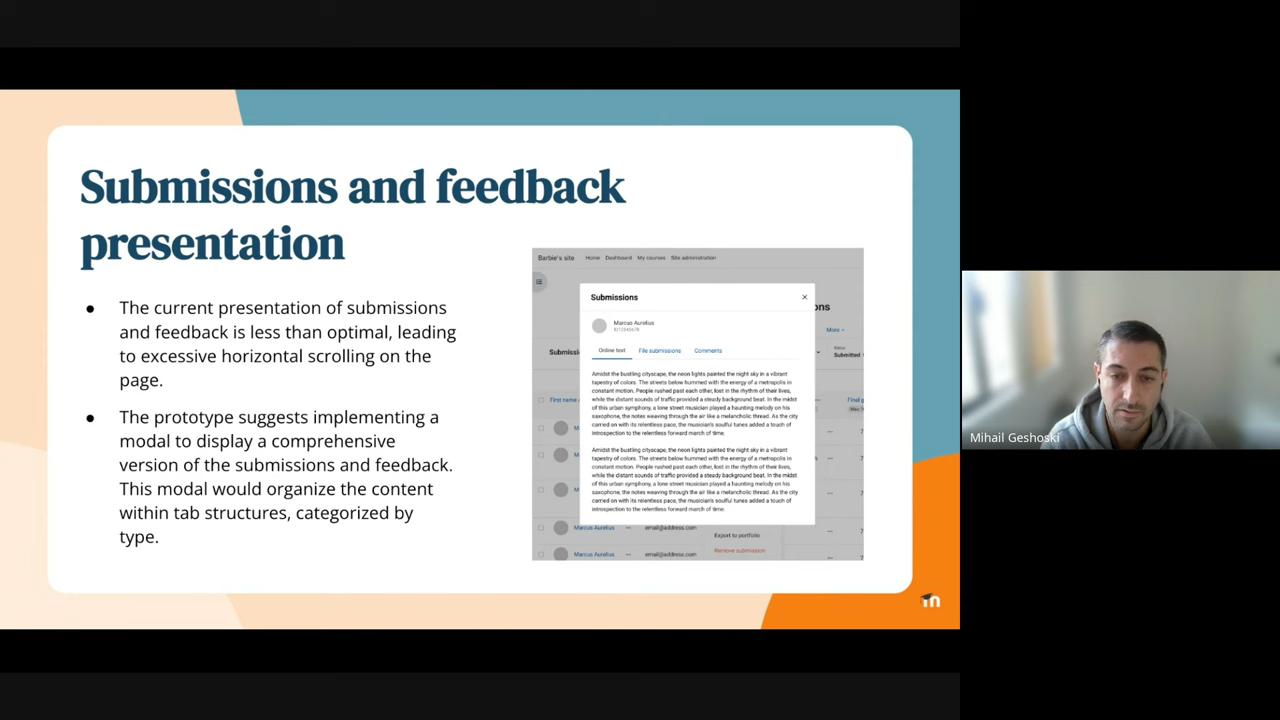 Submissions and feedback
presentation
● The current presentation of submissions
and feedback is less than optimal, leading
to excessive horizontal scrolling on the
page.
● The prototype suggests implementing a
modal to display a comprehensive
version of the submissions and feedback.
This modal would organize the content
within tab structures, categorized by
type.
Barbie's site Home Dashboard My courses Site administration
Submissions
Marcus Aurelius
More
Online text File submissions Comments
Submitted
Amidst the bustling cityscape, the neon lights painted the night sky in a vibrant
tapestry of colors. The streets below hummed with the energy of a metropolis in
constant motion. People rushed past each other, lost in the rhythm of their lives,
while the distant sounds of traffic provided a steady background beat. In the midst
of this urban symphony, a lone street musician played a haunting melody on his
saxophone, the notes weaving through the air like a melancholic thread. As the city
carried on with its relentless pace, the musician's soulful tunes added a touch of
introspection to the relentless forward march of time.
Amidst the bustling cityscape, the neon lights painted the night sky in a vibrant
tapestry of colors. The streets below hummed with the energy of a metropolis in
constant motion. People rushed past each other, lost in the rhythm of their lives,
while the distant sounds of traffic provided a steady background beat. In the midst
of this urban symphony, a lone street musician played a haunting melody on his
saxophone, the notes weaving through the air like a melancholic thread. As the city
carried on with its relentless pace, the musician's soulful tunes added a touch of
introspection to the relentless forward march of time.
First name
Marcus Aurelius ••• email@address.com
Export to portfolio
Remove submission
Marcus Aurelius ••• email@address.com
Mihail Geshoski